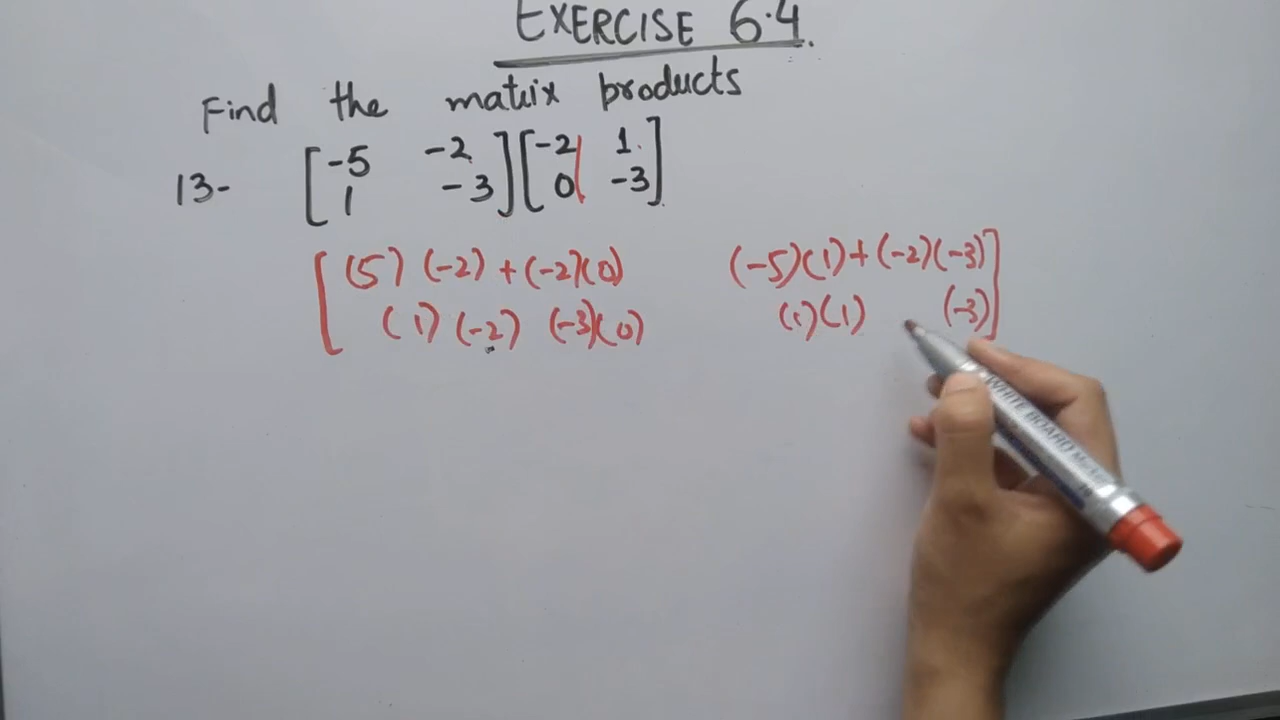 EXERCISE 6.4.
Find the matrix products
13- [-5 -2] [-2 | 1]
[1 -3] [0 | -3]
[(5) (-2) + (-2)(0) (-5)(1)+(-2)(-3)]
[(1) (-2) (-3)(0) (1)(1) (-3)]